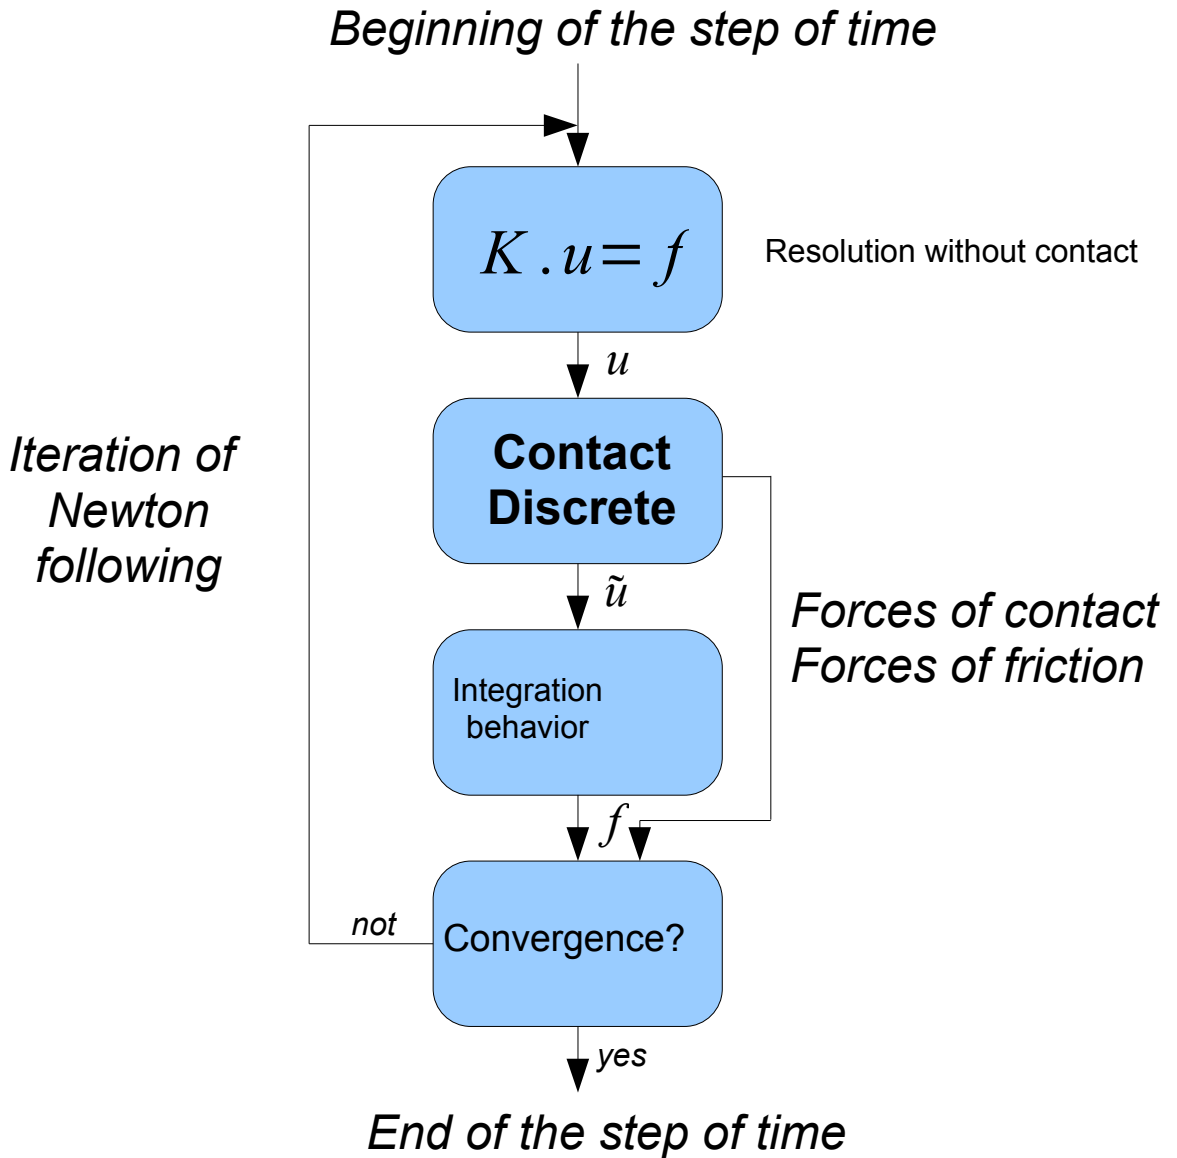 Beginning of the step of time
K . u = f
Resolution without contact
u
Contact
Discrete
Iteration of
Newton
following
ũ
Forces of contact
Forces of friction
Integration
behavior
f
not
Convergence?
yes
End of the step of time